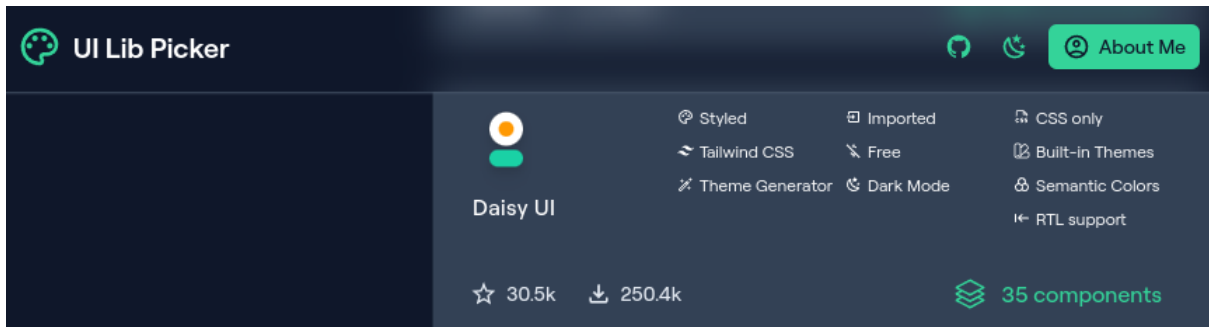 UI Lib Picker
About Me
Styled
Imported
CSS only
Tailwind CSS
Free
Built-in Themes
Theme Generator
Dark Mode
Semantic Colors
RTL support
Daisy UI
30.5k
250.4k
35 components